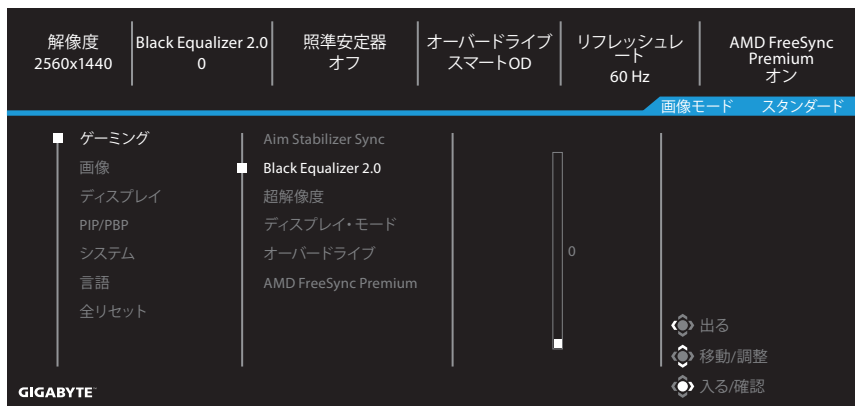 解像度
2560x1440
Black Equalizer 2.0
0
照準安定器
オフ
オーバードライブ
スマートOD
リフレッシュレ
ート
60 Hz
AMD FreeSync
Premium
オン
画像モード スタンダード
ゲーミング
画像
ディスプレイ
PIP/PBP
システム
言語
全リセット
Aim Stabilizer Sync
Black Equalizer 2.0
超解像度
ディスプレイ・モード
オーバードライブ
AMD FreeSync Premium
0
出る
移動/調整
入る/確認
GIGABYTE™